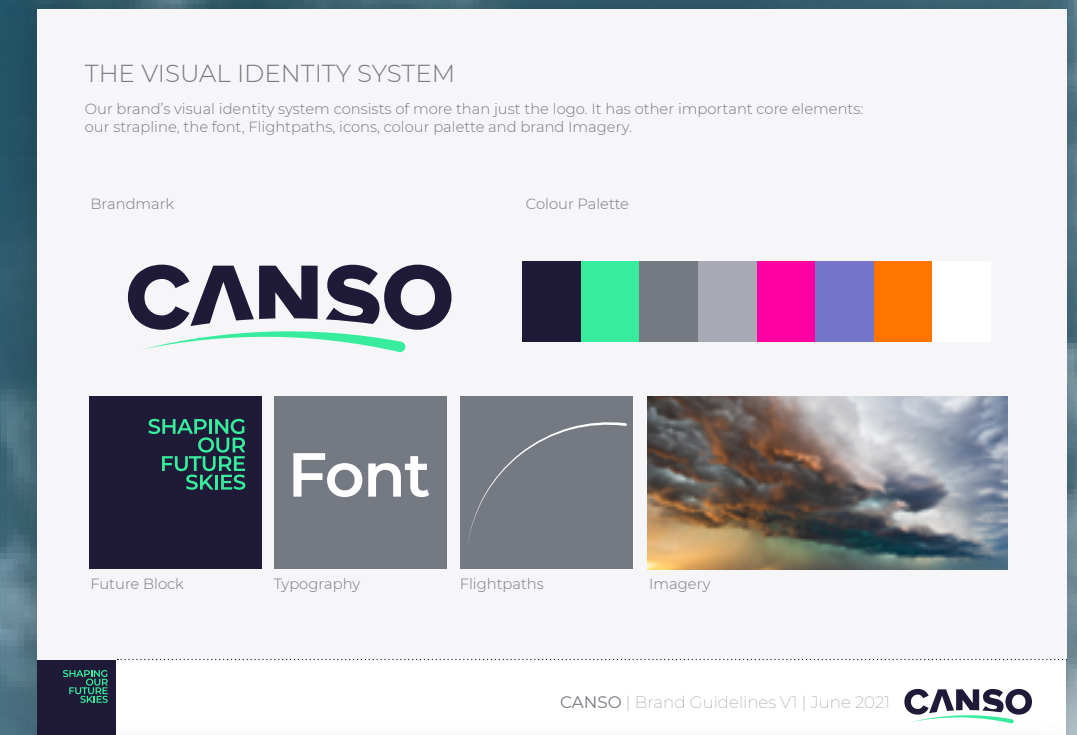 THE VISUAL IDENTITY SYSTEM
Our brand's visual identity system consists of more than just the logo. It has other important core elements:
our strapline, the font, Flightpaths, icons, colour palette and brand Imagery.
Brandmark
Colour Palette
CANSO
SHAPING
OUR
FUTURE
SKIES
Font
Future Block
Typography
Flightpaths
Imagery
SHAPING
OUR
FUTURE
SKIES
CANSO | Brand Guidelines V1 | June 2021
CANSO